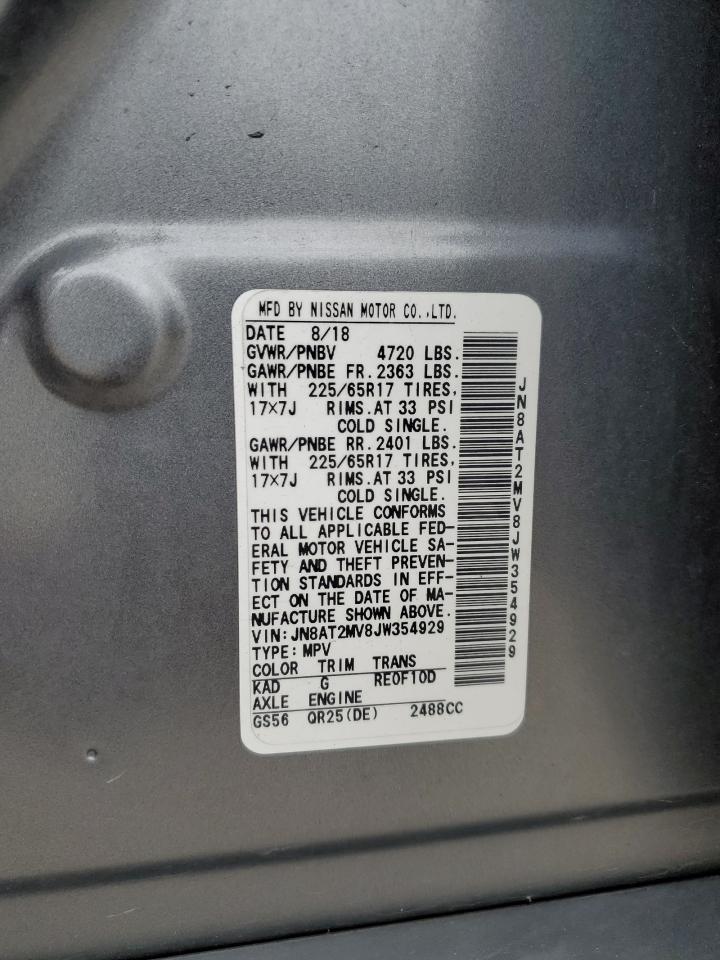 MFD BY NISSAN MOTOR CO.,LTD.
DATE 8/18
GVWR/PNBV 4720 LBS.
GAWR/PNBE FR.2363 LBS.
WITH 225/65R17 TIRES,
17×7J RIMS.AT 33 PSI
COLD SINGLE.
GAWR/PNBE RR.2401 LBS.
WITH 225/65R17 TIRES,
17×7J RIMS.AT 33 PSI
COLD SINGLE.
THIS VEHICLE CONFORMS
TO ALL APPLICABLE FED-
ERAL MOTOR VEHICLE SA-
FETY AND THEFT PREVEN-
TION STANDARDS IN EFF-
ECT ON THE DATE OF MA-
NUFACTURE SHOWN ABOVE.
VIN:JN8AT2MV8JW354929
TYPE:MPV
COLOR TRIM TRANS
KAD G RE0F10D
AXLE ENGINE
GS56 QR25(DE) 2488CC
JN8AT2MV8JW354929